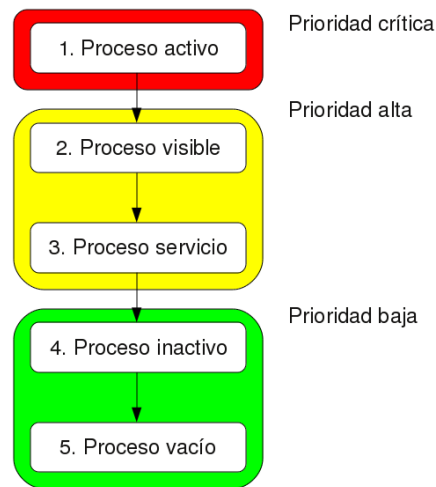 Prioridad crítica
1. Proceso activo
Prioridad alta
2. Proceso visible
3. Proceso servicio
Prioridad baja
4. Proceso inactivo
5. Proceso vacío